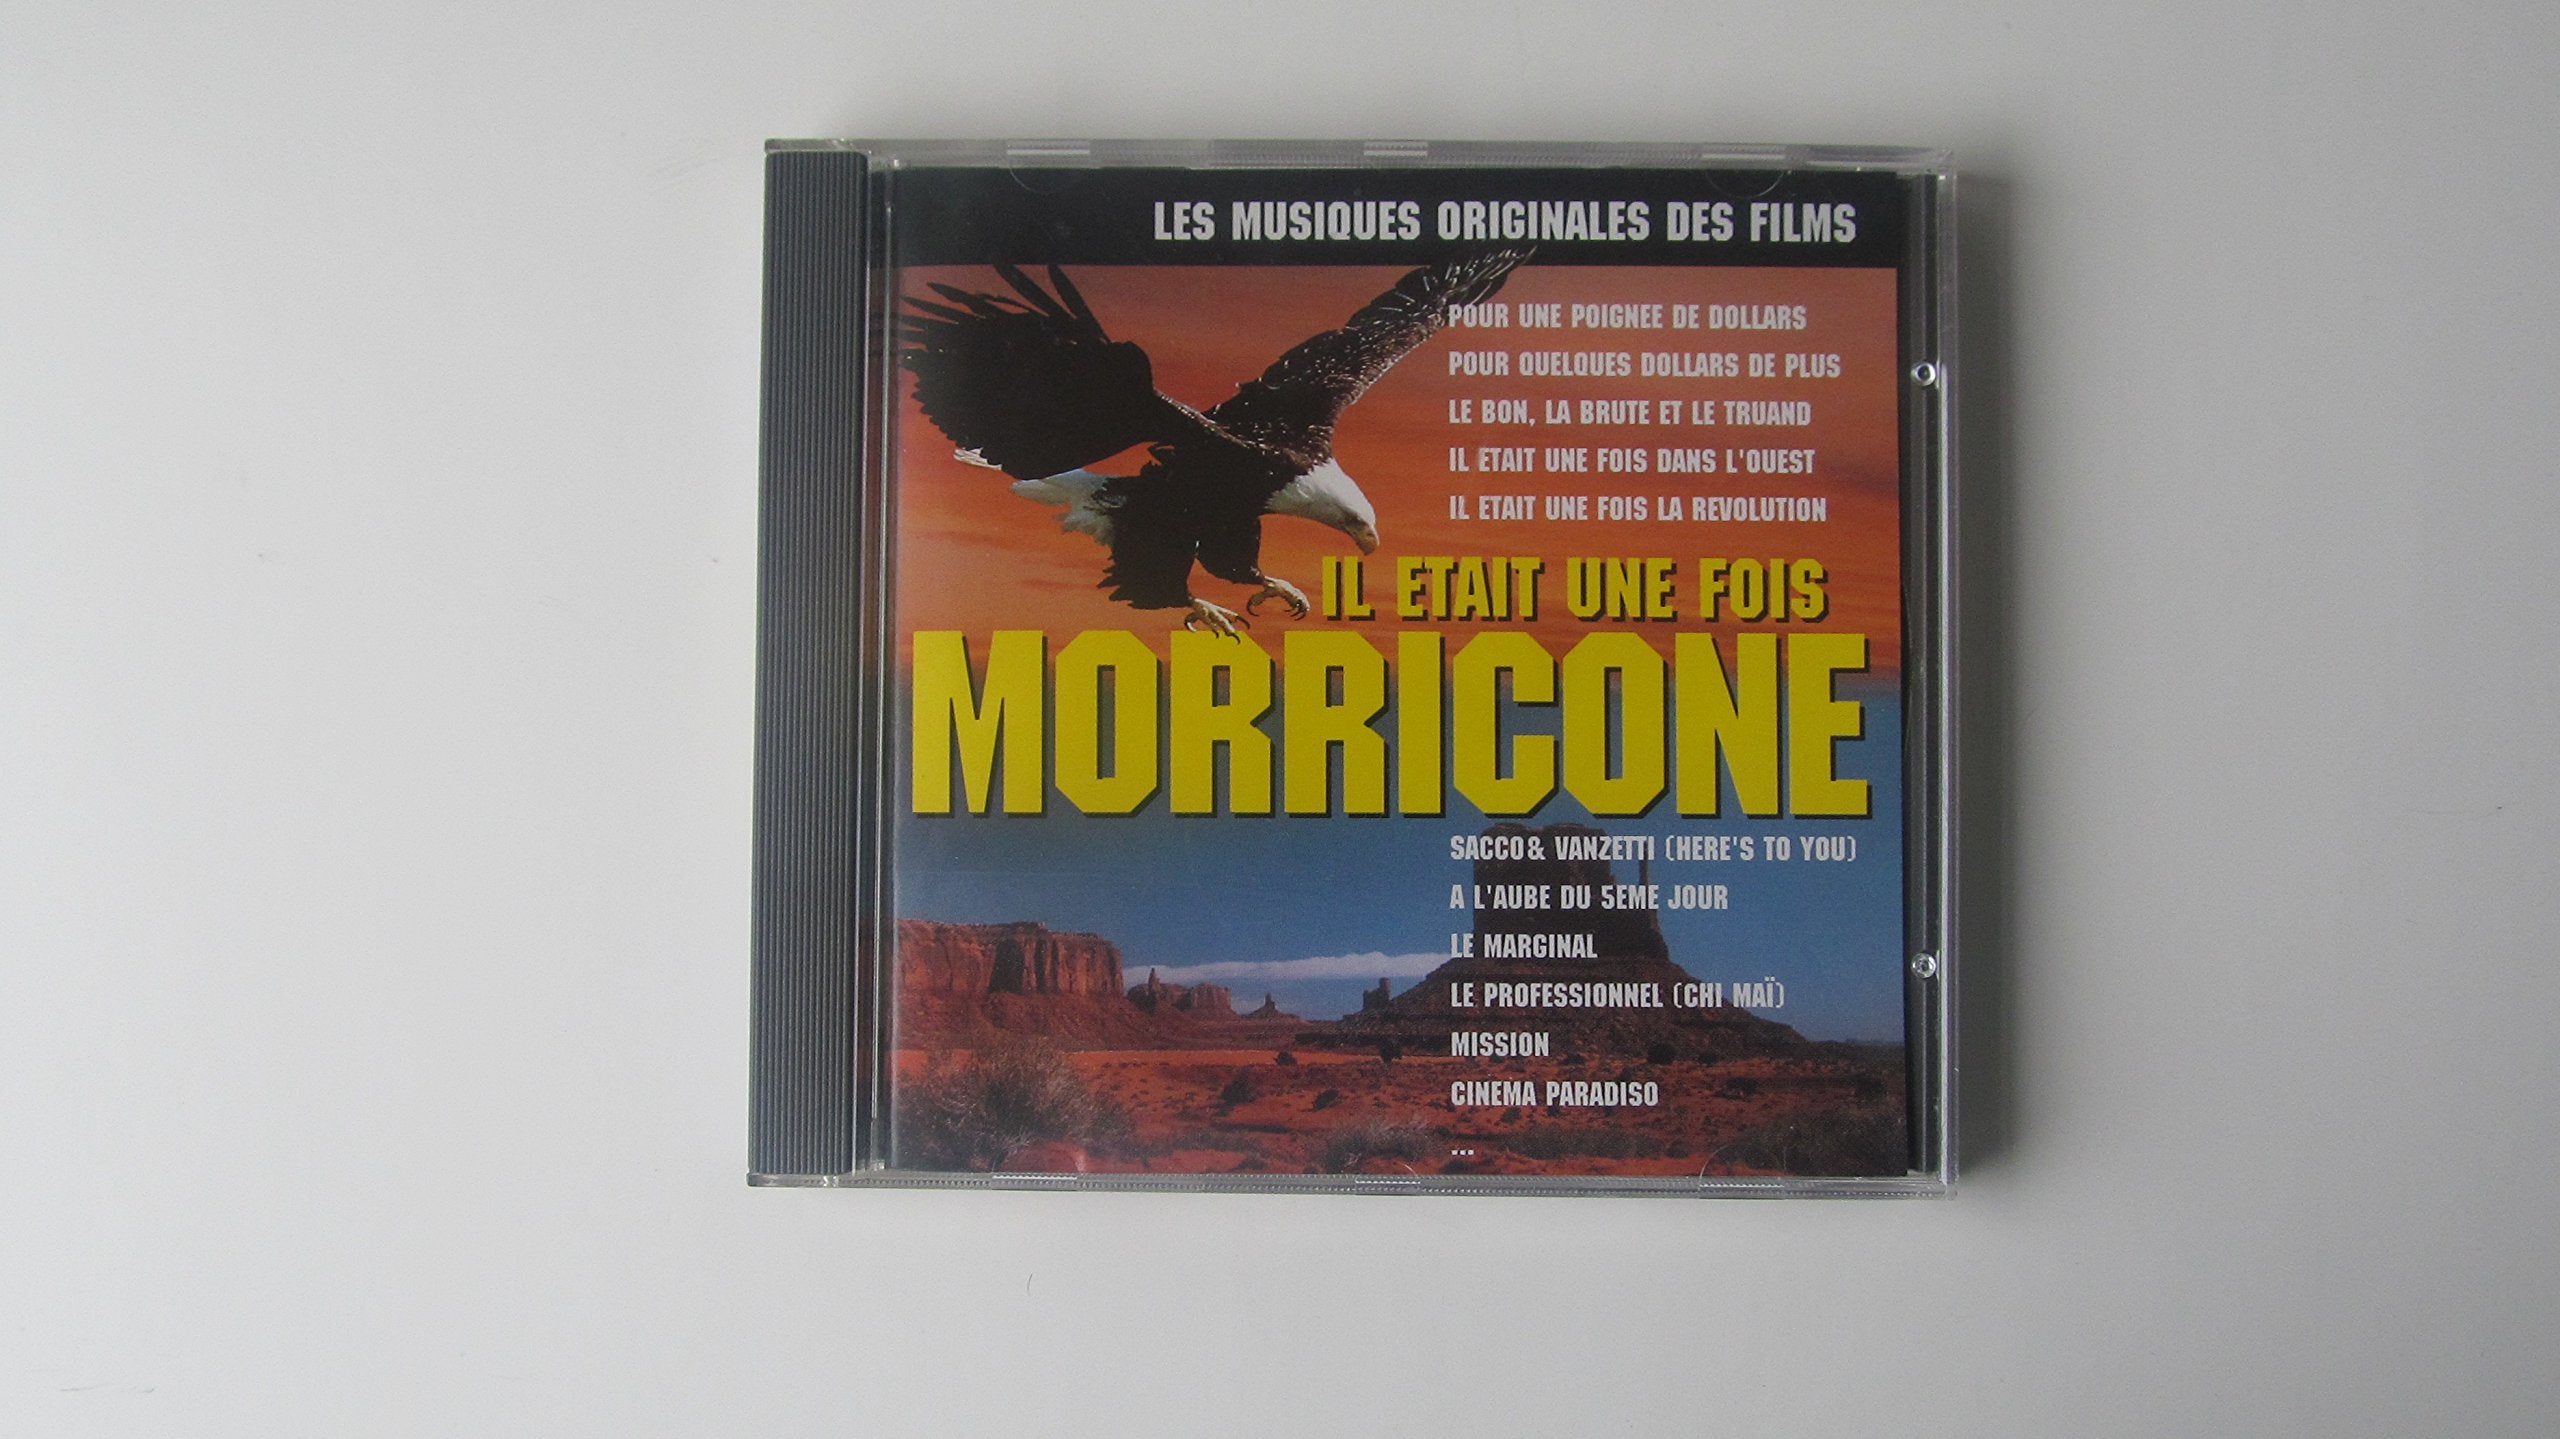 LES MUSIQUES ORIGINALES DES FILMS
POUR UNE POIGNEE DE DOLLARS
POUR QUELQUES DOLLARS DE PLUS
LE BON, LA BRUTE ET LE TRUAND
IL ETAIT UNE FOIS DANS L'OUEST
IL ETAIT UNE FOIS LA REVOLUTION
IL ETAIT UNE FOIS
MORRICONE
SACCO & VANZETTI (HERE'S TO YOU)
A L'AUBE DU 5EME JOUR
LE MARGINAL
LE PROFESSIONNEL (CHI MAÏ)
MISSION
CINEMA PARADISO
...